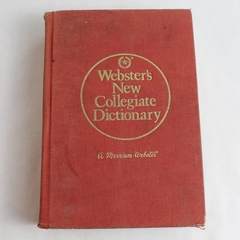 Webster's
New
Collegiate
Dictionary
a Merriam-Webster